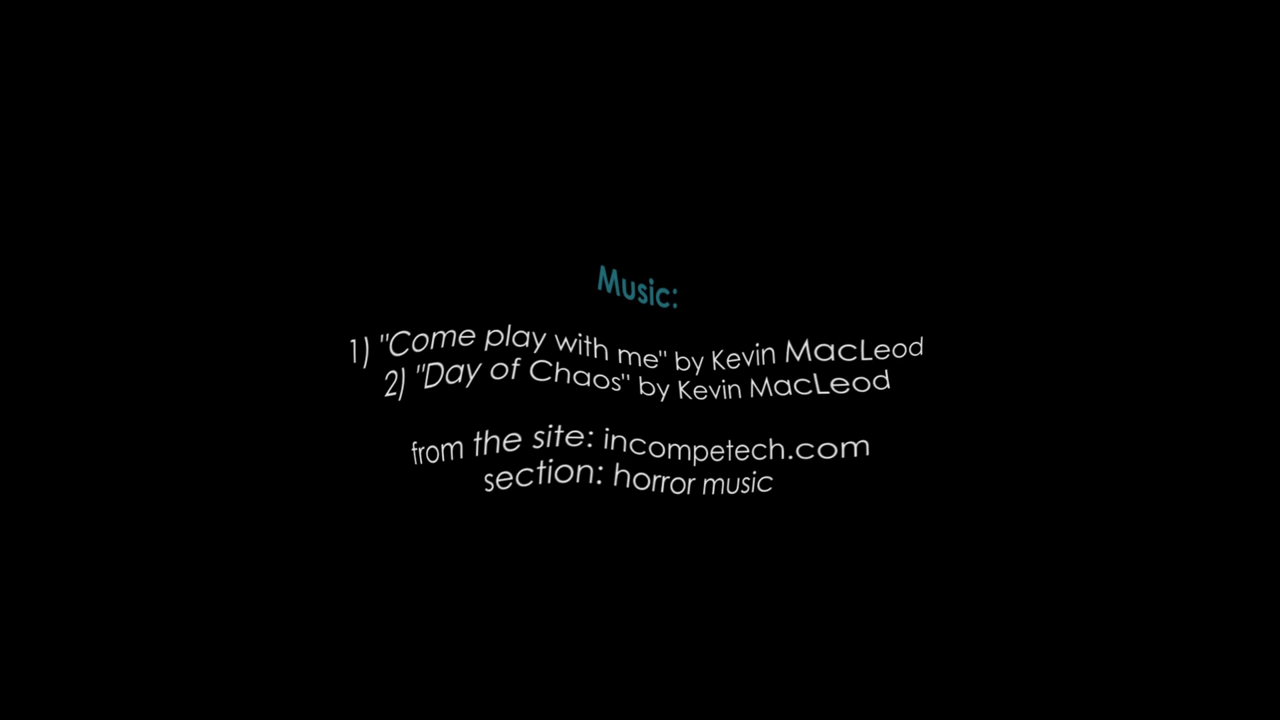 Music:
1) "Come play with me" by Kevin MacLeod
2) "Day of Chaos" by Kevin MacLeod
from the site: incompetech.com
section: horror music